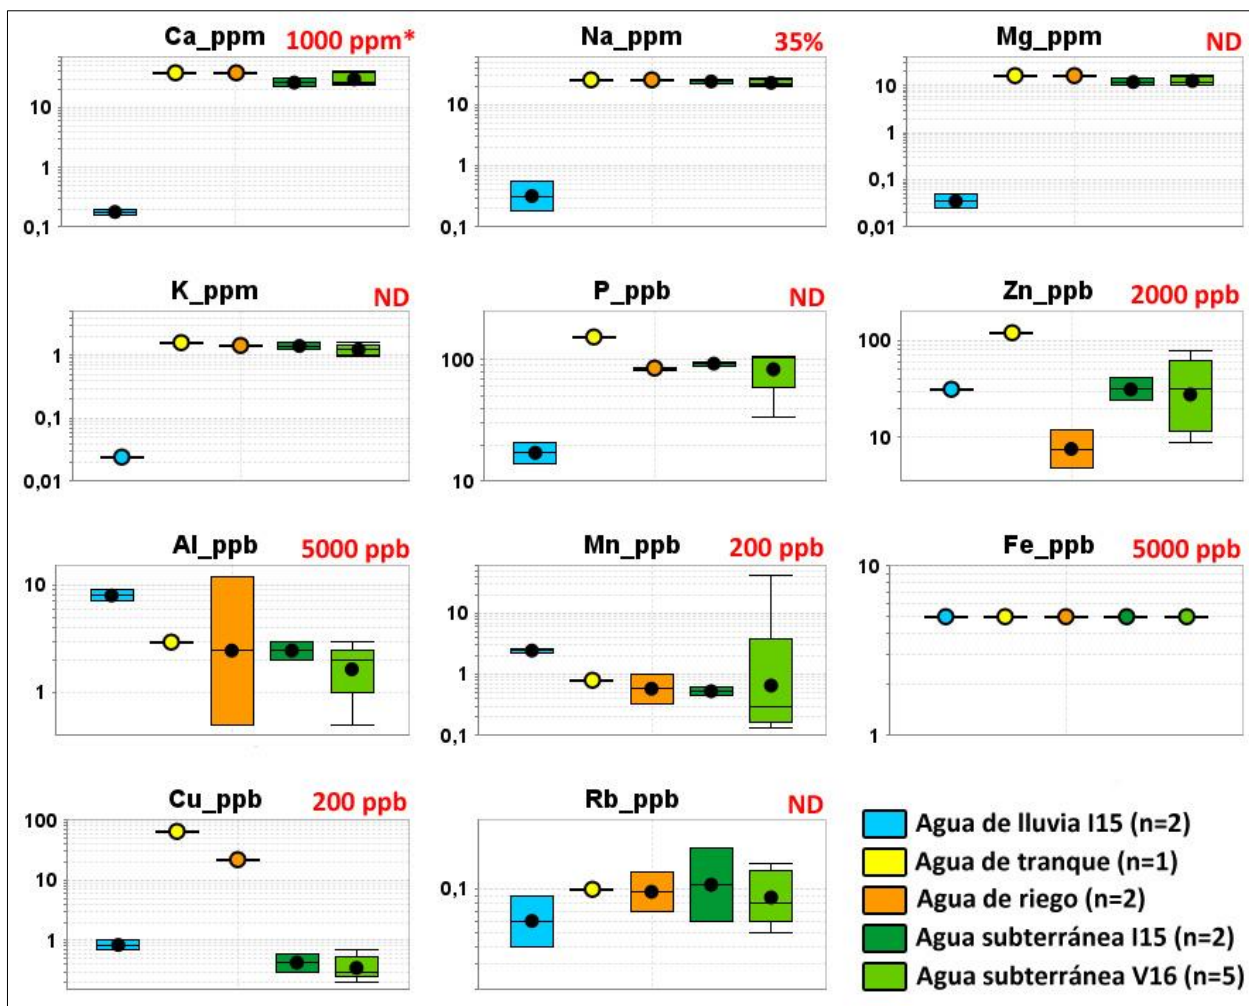 Ca_ppm 1000 ppm*
Na_ppm 35%
Mg_ppm ND
10
1
0,1
10
1
0,1
10
1
0,1
0,01
K_ppm ND
P_ppb ND
Zn_ppb 2000 ppb
1
0,1
0,01
100
10
100
10
Al_ppb 5000 ppb
Mn_ppb 200 ppb
Fe_ppb 5000 ppb
10
1
10
1
0,1
10
1
Cu_ppb 200 ppb
Rb_ppb ND
100
10
1
0,1
Agua de lluvia I15 (n=2)
Agua de tranque (n=1)
Agua de riego (n=2)
Agua subterránea I15 (n=2)
Agua subterránea V16 (n=5)